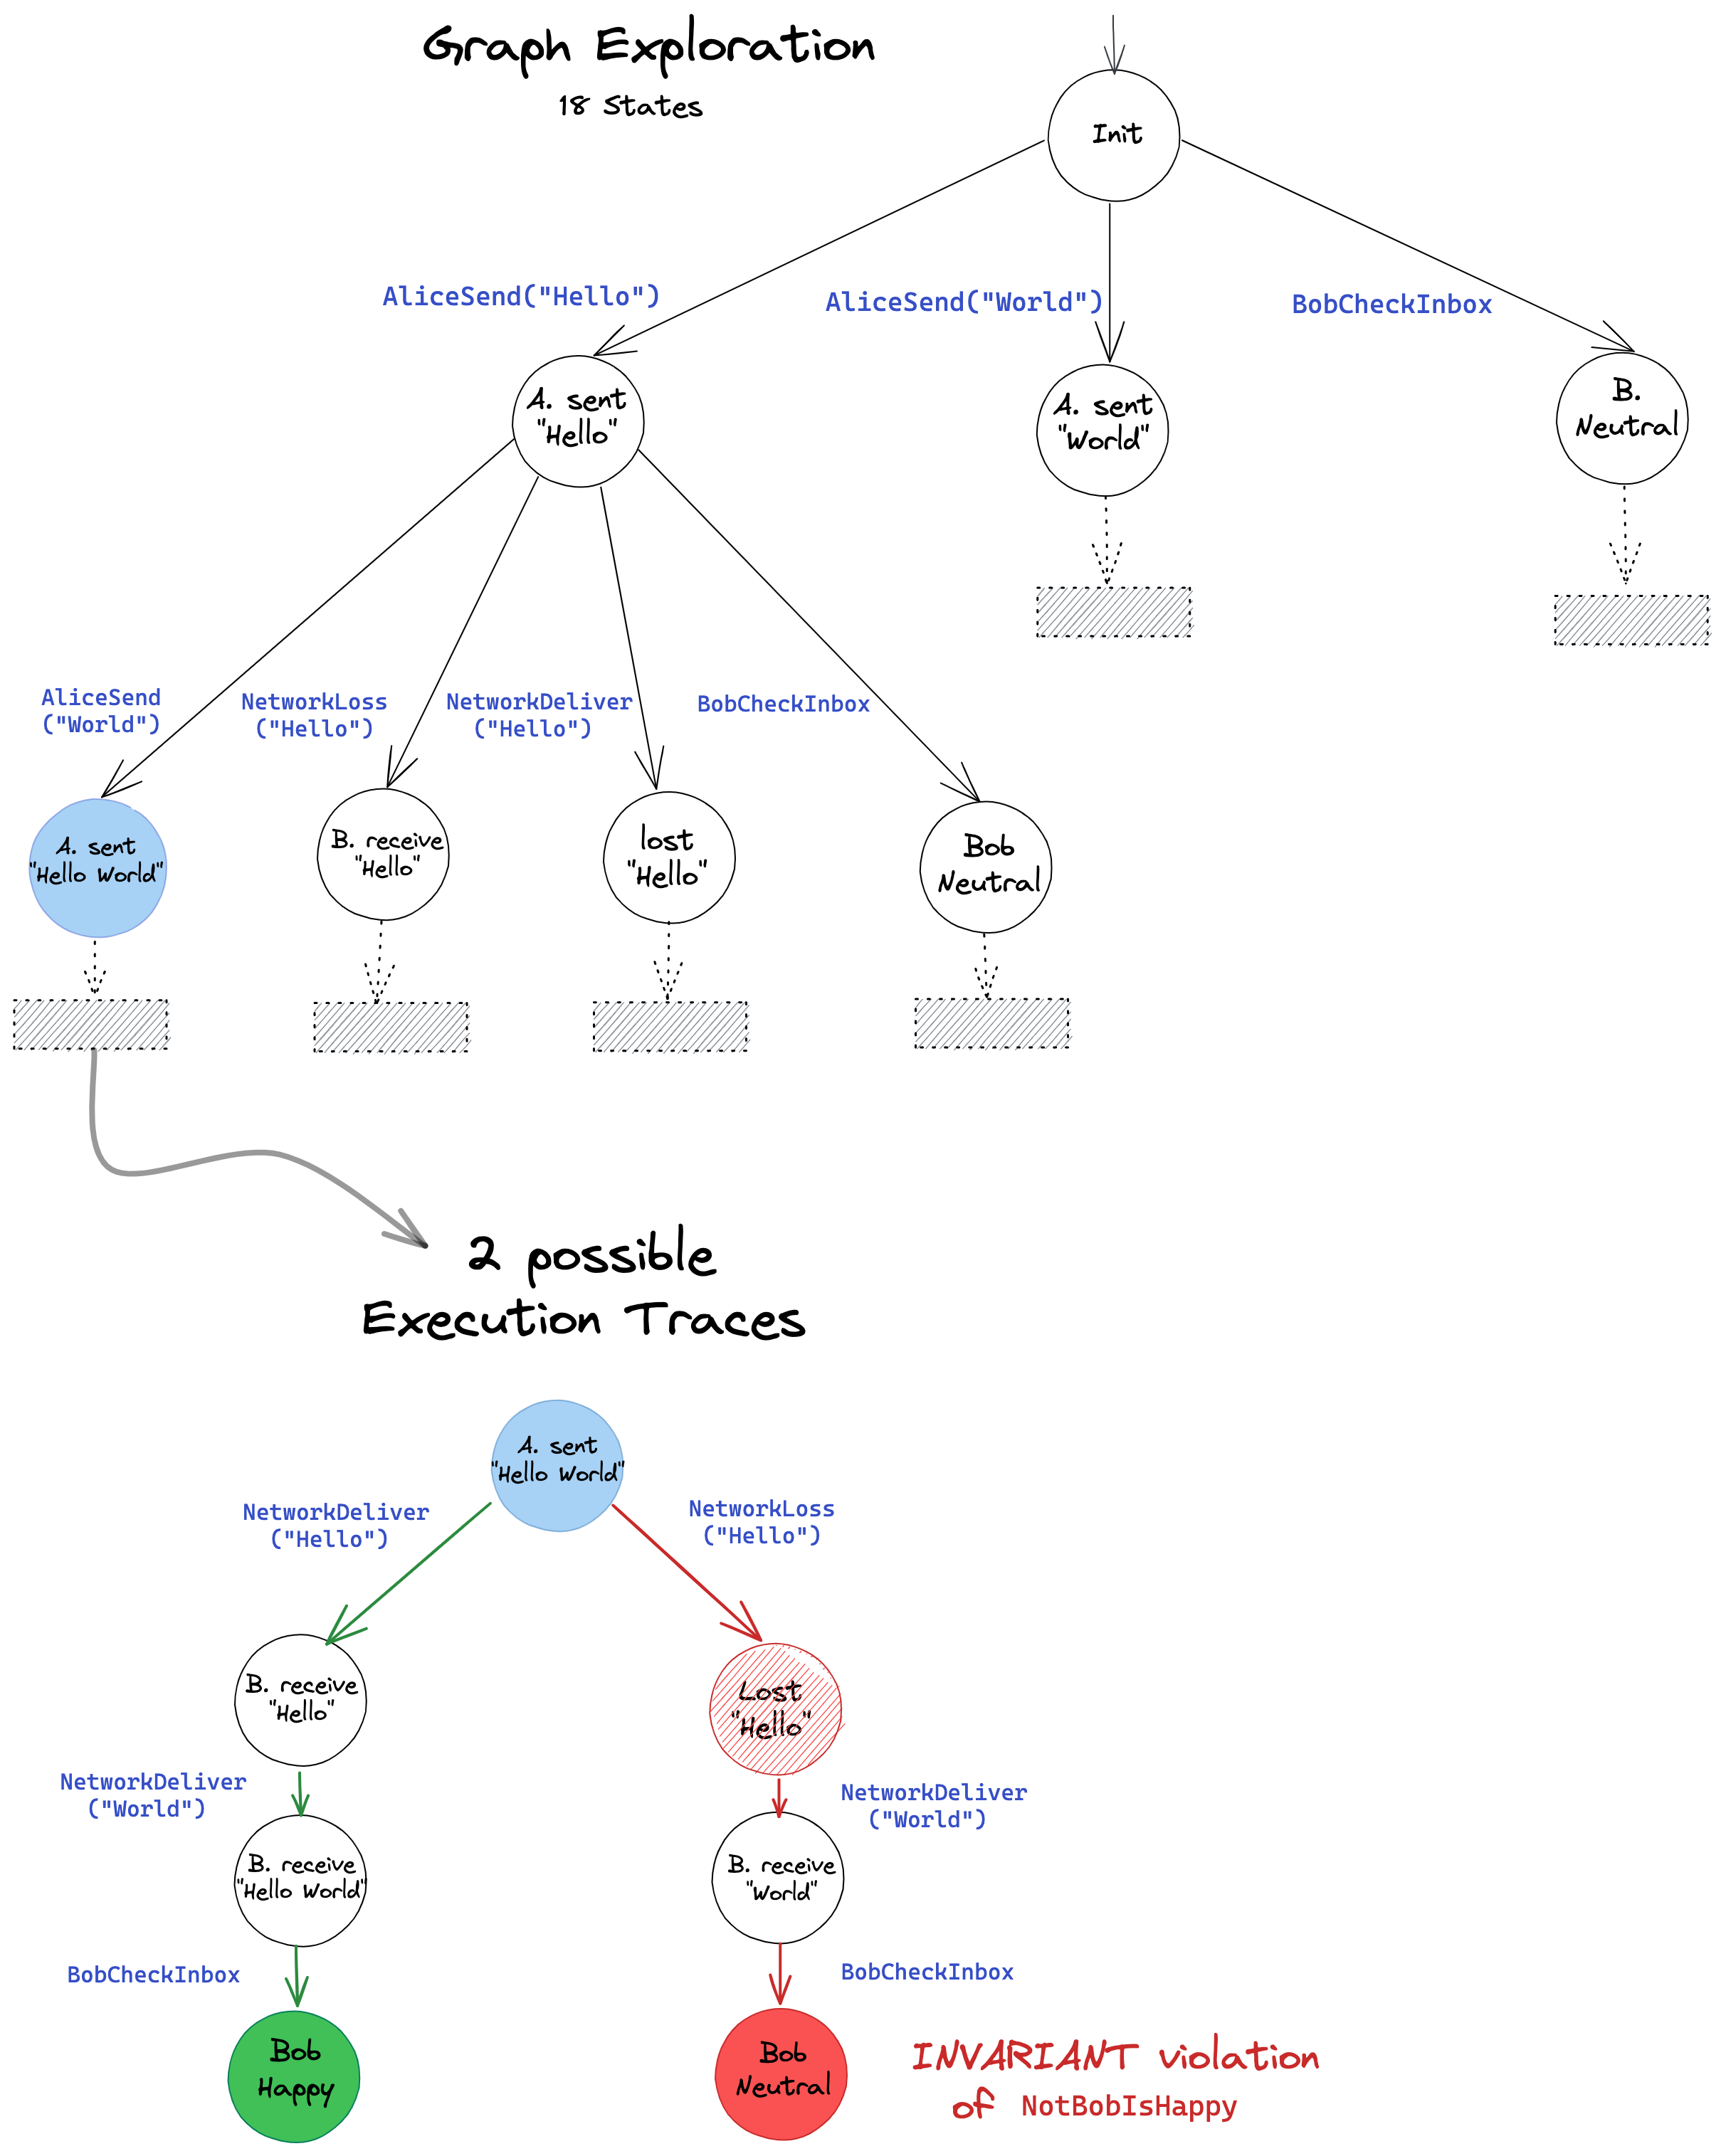 Graph Exploration
18 States
Init
AliceSend("Hello")
AliceSend("World")
BobCheckInbox
A. sent
"Hello"
A. sent
"World"
B.
Neutral
AliceSend
("World")
NetworkLoss
("Hello")
NetworkDeliver
("Hello")
BobCheckInbox
A. sent
"Hello World"
B. receive
"Hello"
lost
"Hello"
Bob
Neutral
2 possible
Execution Traces
A. sent
"Hello World"
NetworkDeliver
("Hello")
NetworkLoss
("Hello")
B. receive
"Hello"
Lost
"Hello"
NetworkDeliver
("World")
NetworkDeliver
("World")
B. receive
"Hello World"
B. receive
"World"
BobCheckInbox
BobCheckInbox
Bob
Happy
Bob
Neutral
INVARIANT violation
of NotBobIsHappy